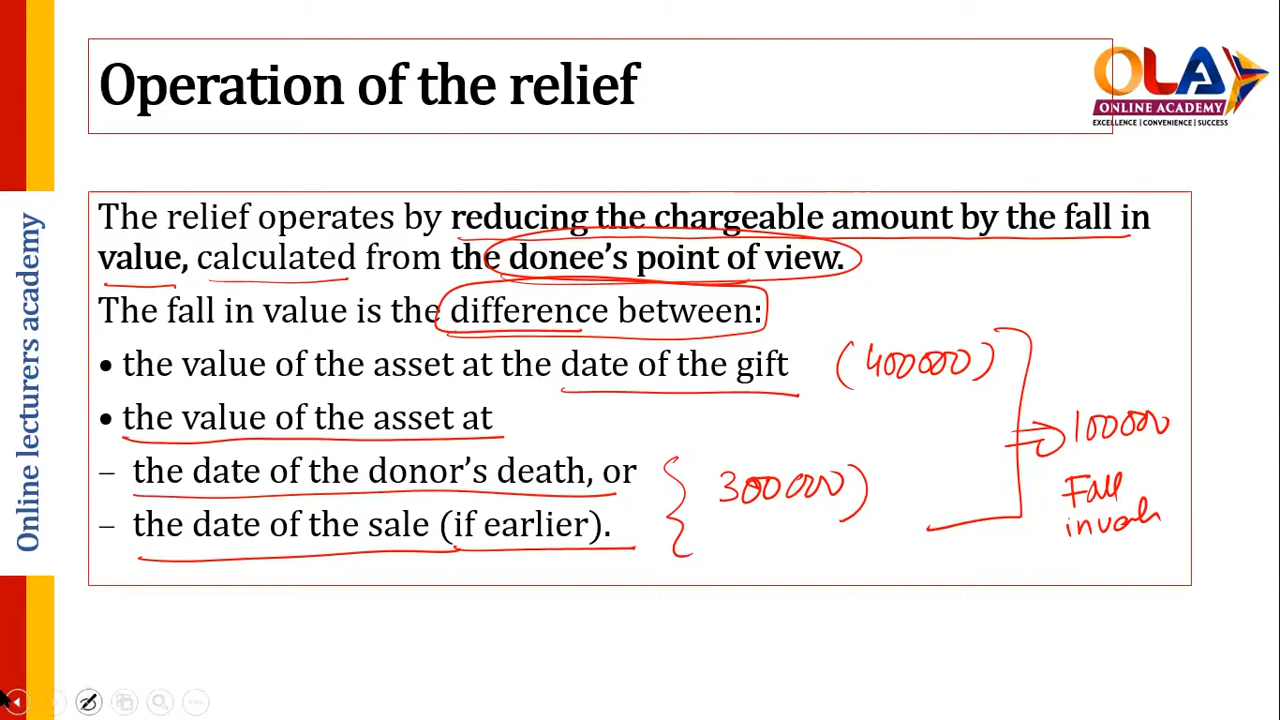 Operation of the relief
OLA
ONLINE ACADEMY
EXCELLENCE | CONVENIENCE | SUCCESS
Online lecturers academy
The relief operates by reducing the chargeable amount by the fall in
value, calculated from the donee’s point of view.
The fall in value is the difference between:
• the value of the asset at the date of the gift (400000)
• the value of the asset at
– the date of the donor’s death, or
– the date of the sale (if earlier).
300000)
100000
Fall